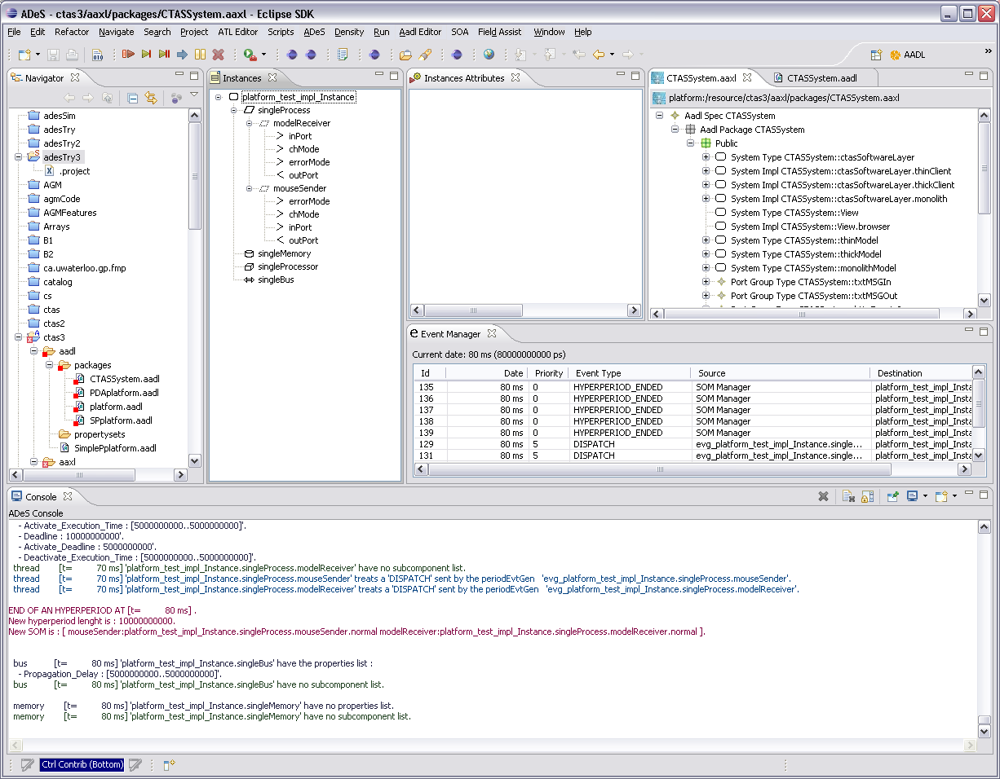 ADeS - ctas3/aaxl/packages/CTASSystem.aaxl - Eclipse SDK
File Edit Refactor Navigate Search Project ATL Editor Scripts ADeS Density Run Aadl Editor SOA Field Assist Window Help
010
AADL
Navigator
adesSim
adesTry
adesTry2
adesTry3
.project
AGM
agmCode
AGMFeatures
Arrays
B1
B2
ca.uwaterloo.gp.fmp
catalog
cs
ctas
ctas2
ctas3
aadl
packages
CTASSystem.aadl
PDAplatform.aadl
platform.aadl
SPplatform.aadl
propertysets
SimplePplatform.aadl
aaxl
Instances
platform_test_impl_Instance
singleProcess
modelReceiver
inPort
chMode
errorMode
outPort
mouseSender
errorMode
chMode
inPort
outPort
singleMemory
singleProcessor
singleBus
Instances Attributes
CTASSystem.aaxl
CTASSystem.aadl
platform:/resource/ctas3/aaxl/packages/CTASSystem.aaxl
Aadl Spec CTASSystem
Aadl Package CTASSystem
Public
System Type CTASSystem::ctasSoftwareLayer
System Impl CTASSystem::ctasSoftwareLayer.thinClient
System Impl CTASSystem::ctasSoftwareLayer.thickClient
System Impl CTASSystem::ctasSoftwareLayer.monolith
System Type CTASSystem::View
System Impl CTASSystem::View.browser
System Type CTASSystem::thinModel
System Type CTASSystem::thickModel
System Type CTASSystem::monolithModel
Port Group Type CTASSystem::txtMSGIn
Port Group Type CTASSystem::txtMSGOut
Event Manager
Current date: 80 ms (80000000000 ps)
Id Date Priority Event Type Source Destination
135 80 ms 0 HYPERPERIOD_ENDED SOM Manager platform_test_impl_Insta
136 80 ms 0 HYPERPERIOD_ENDED SOM Manager platform_test_impl_Insta
137 80 ms 0 HYPERPERIOD_ENDED SOM Manager platform_test_impl_Insta
138 80 ms 0 HYPERPERIOD_ENDED SOM Manager platform_test_impl_Insta
139 80 ms 0 HYPERPERIOD_ENDED SOM Manager platform_test_impl_Insta
129 80 ms 5 DISPATCH evg_platform_test_impl_Instance.single... platform_test_impl_Insta
131 80 ms 5 DISPATCH evg_platform_test_impl_Instance.single... platform_test_impl_Insta
Console
ADeS Console
- Activate_Execution_Time : [5000000000..5000000000]'.
- Deadline : 10000000000'.
- Activate_Deadline : 5000000000'.
- Deactivate_Execution_Time : [5000000000..5000000000]'.
thread [t= 70 ms] 'platform_test_impl_Instance.singleProcess.modelReceiver' have no subcomponent list.
thread [t= 70 ms] 'platform_test_impl_Instance.singleProcess.mouseSender' treats a 'DISPATCH' sent by the periodEvtGen 'evg_platform_test_impl_Instance.singleProcess.mouseSender'.
thread [t= 70 ms] 'platform_test_impl_Instance.singleProcess.modelReceiver' treats a 'DISPATCH' sent by the periodEvtGen 'evg_platform_test_impl_Instance.singleProcess.modelReceiver'.
END OF AN HYPERPERIOD AT [t= 80 ms] .
New hyperperiod lenght is : 10000000000.
New SOM is : [ mouseSender:platform_test_impl_Instance.singleProcess.mouseSender.normal modelReceiver:platform_test_impl_Instance.singleProcess.modelReceiver.normal ].
bus [t= 80 ms] 'platform_test_impl_Instance.singleBus' have the properties list :
- Propagation_Delay : [5000000000..5000000000]'.
bus [t= 80 ms] 'platform_test_impl_Instance.singleBus' have no subcomponent list.
memory [t= 80 ms] 'platform_test_impl_Instance.singleMemory' have no properties list.
memory [t= 80 ms] 'platform_test_impl_Instance.singleMemory' have no subcomponent list.
Ctrl Contrib (Bottom)